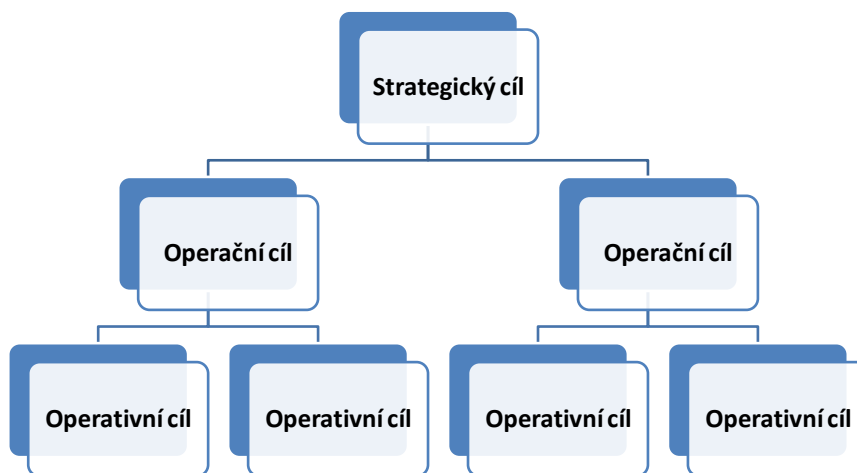 Strategický cíl
Operační cíl
Operační cíl
Operativní cíl
Operativní cíl
Operativní cíl
Operativní cíl